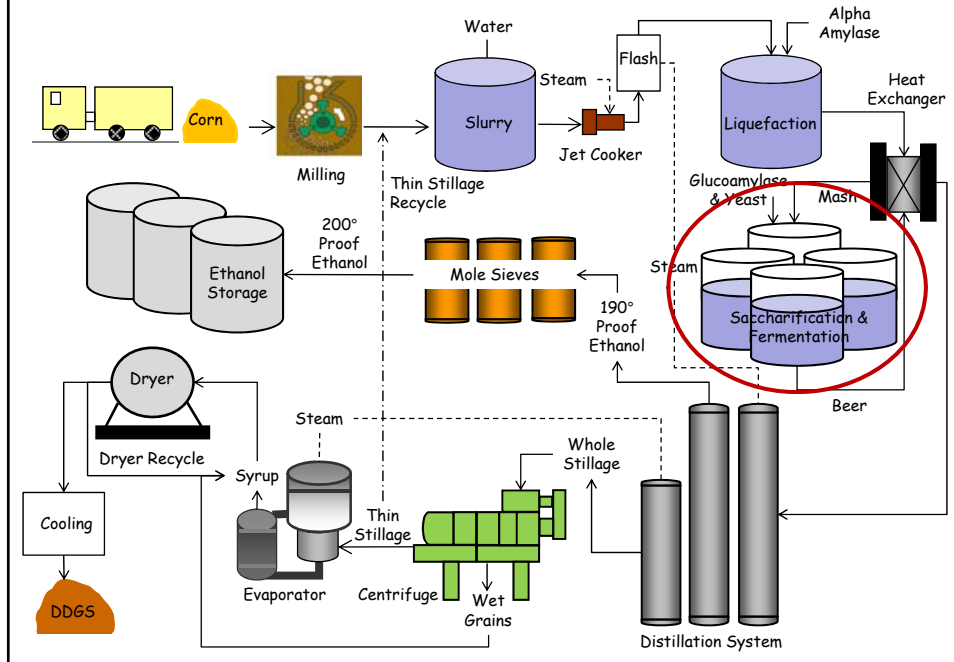 Water
Alpha
Amylase
Flash
Steam
Heat
Exchanger
Corn
Slurry
Liquefaction
Jet Cooker
Milling
Thin Stillage
Recycle
Glucoamylase
& Yeast
Mash
200°
Proof
Ethanol
Ethanol
Storage
Mole Sieves
Steam
190°
Proof
Ethanol
Saccharification &
Fermentation
Beer
Dryer
Dryer Recycle
Steam
Whole
Stillage
Syrup
Cooling
Thin
Stillage
DDGS
Evaporator
Centrifuge
Wet
Grains
Distillation System